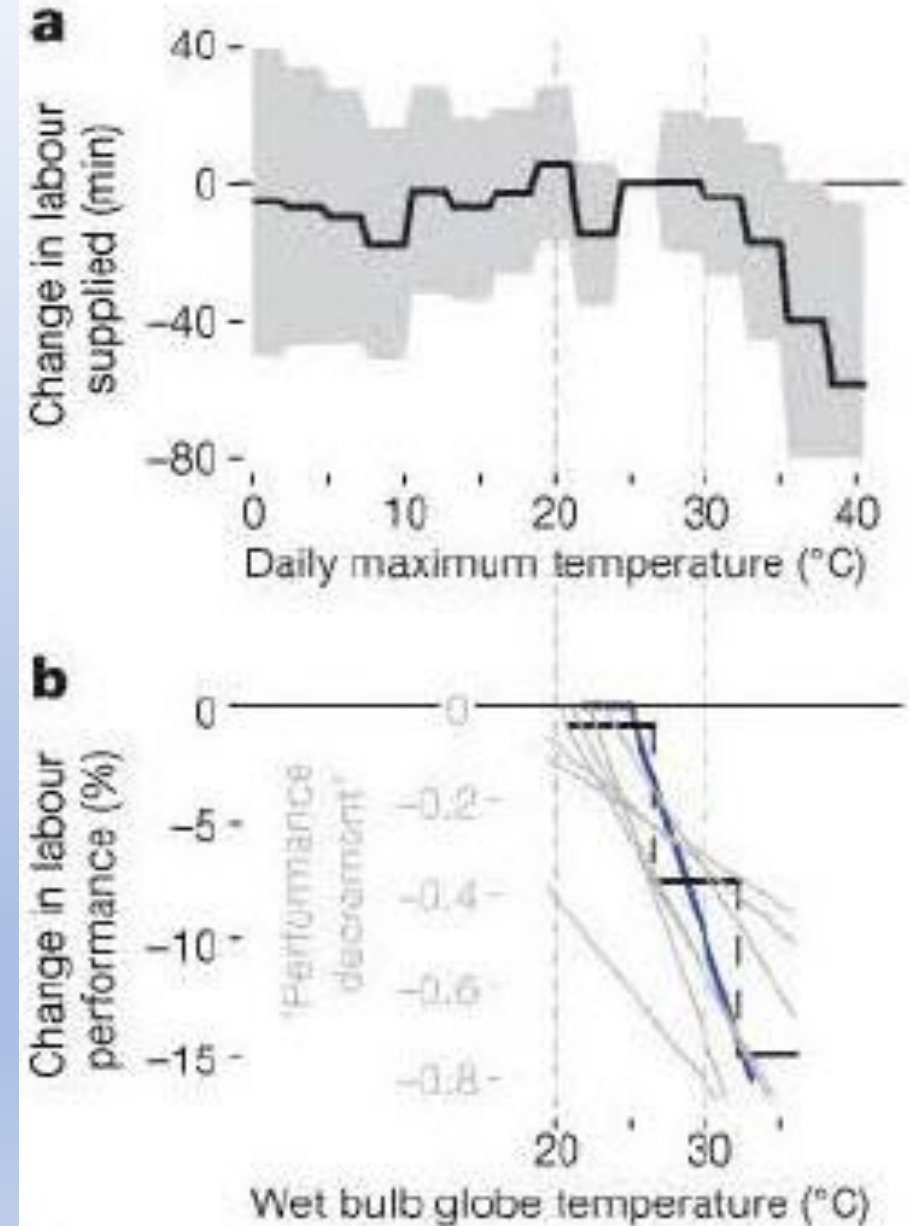 a
Change in labour
supplied (min)
40
0
−40
−80
0 10 20 30 40
Daily maximum temperature (°C)
b
Change in labour
performance (%)
0
−5
−10
−15
'Performance
decrement'
0
−0.2
−0.4
−0.6
−0.8
20 30
Wet bulb globe temperature (°C)